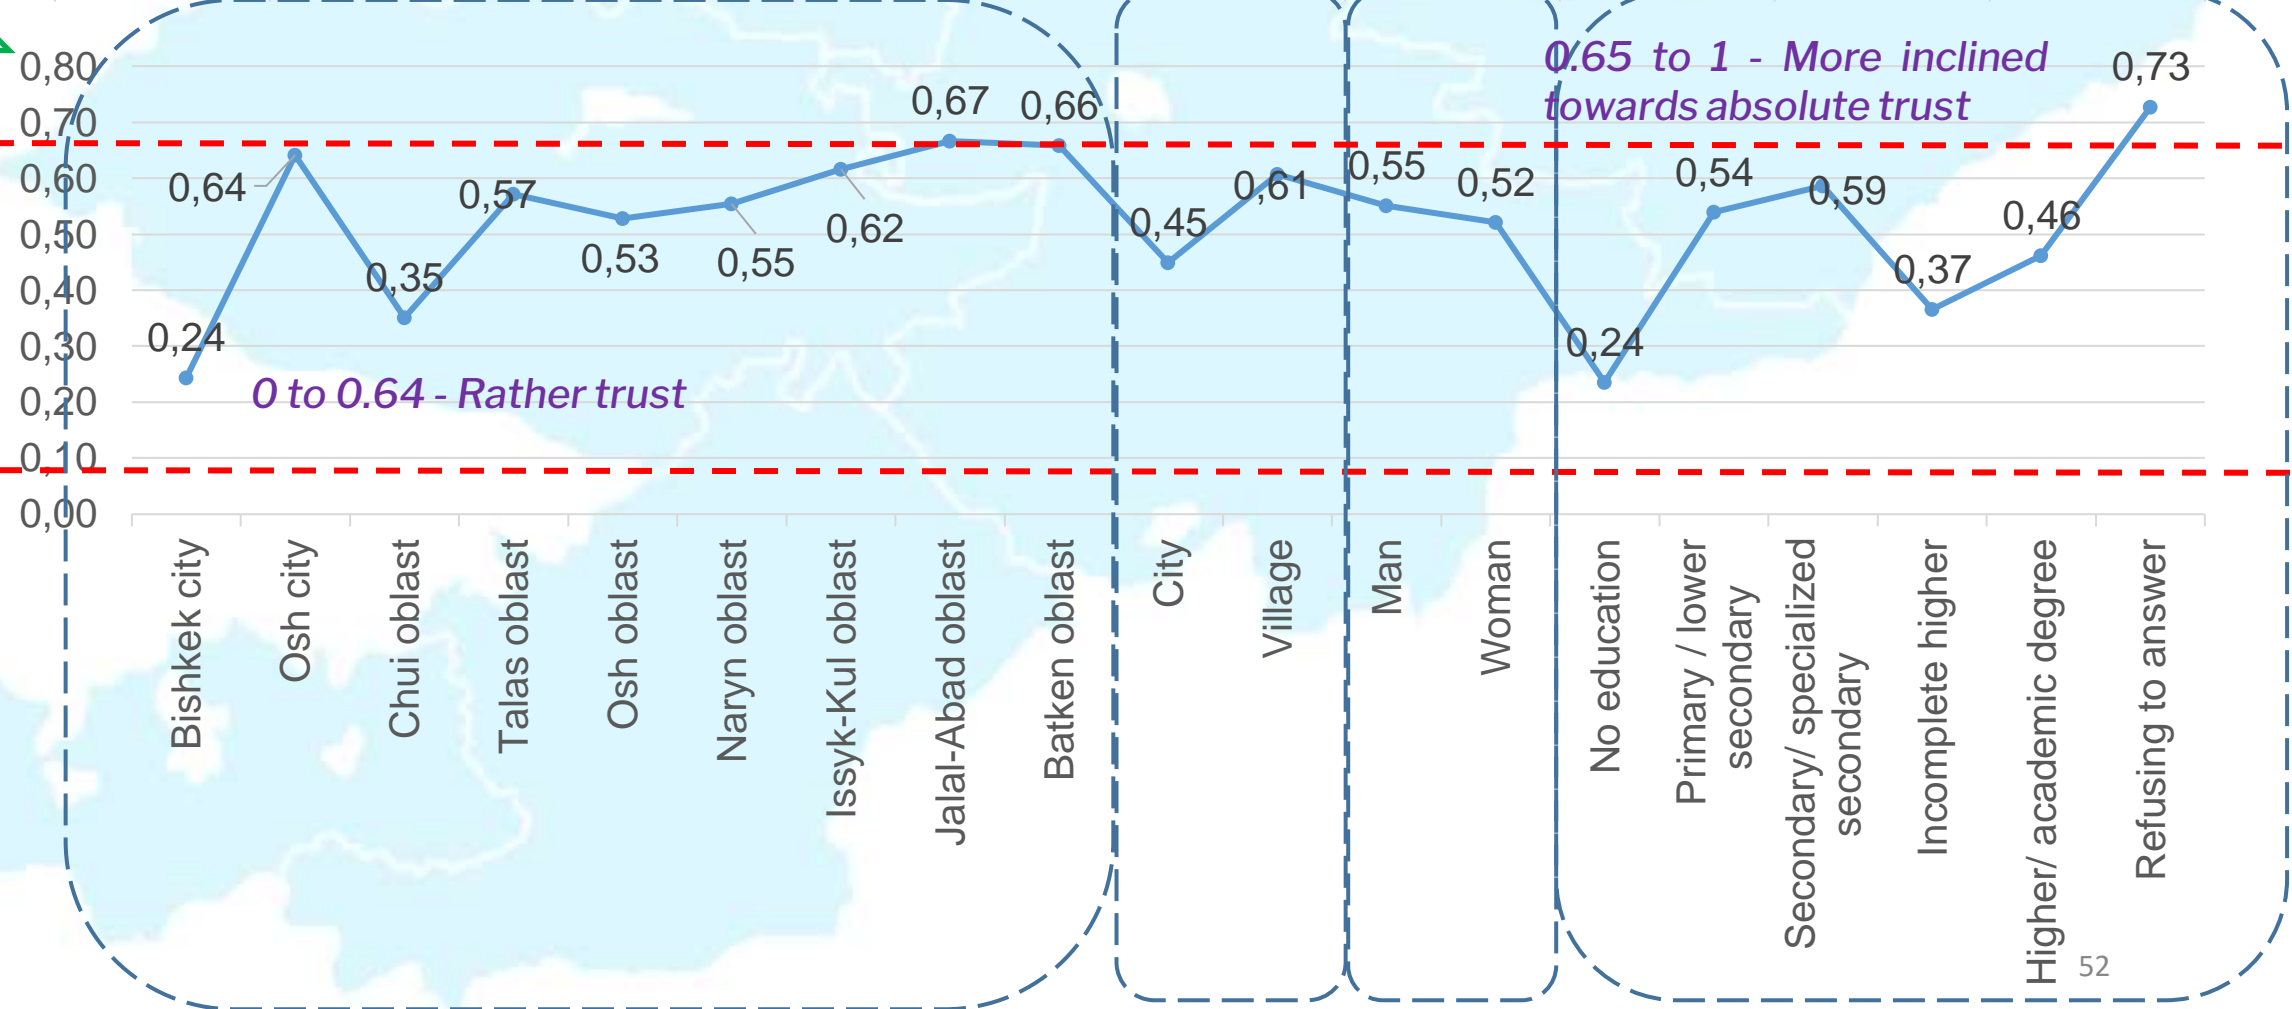 0.65 to 1 - More inclined
towards absolute trust
0,80
0,70
0,60
0,50
0,40
0,30
0,20
0,10
0,00
0,24
0,64
0,35
0,57
0,53
0,55
0,62
0,67
0,66
0,45
0,61
0,55
0,52
0,24
0,54
0,59
0,37
0,46
0,73
0 to 0.64 - Rather trust
Bishkek city
Osh city
Chui oblast
Talas oblast
Osh oblast
Naryn oblast
Issyk-Kul oblast
Jalal-Abad oblast
Batken oblast
City
Village
Man
Woman
No education
Primary / lower
secondary
Secondary/ specialized
secondary
Incomplete higher
Higher/ academic degree
Refusing to answer
52